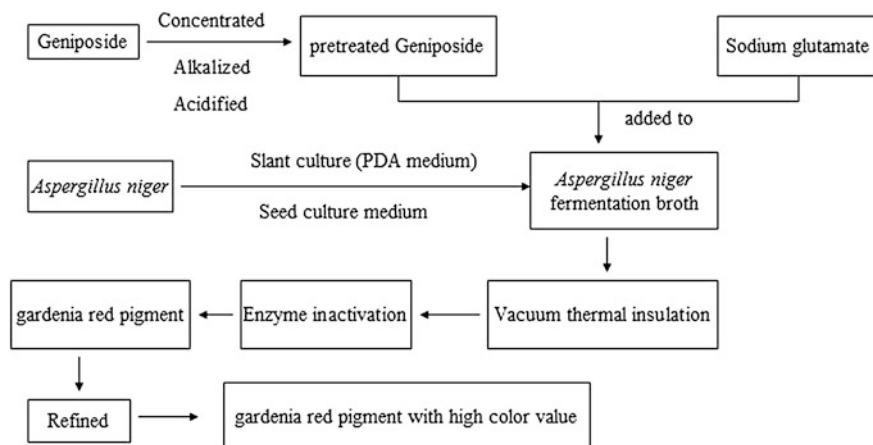 Concentrated
Geniposide
pretreated Geniposide
Sodium glutamate
Alkalized
Acidified
added to
Slant culture (PDA medium)
Aspergillus niger
Aspergillus niger
fermentation broth
Seed culture medium
gardenia red pigment
Enzyme inactivation
Vacuum thermal insulation
Refined
gardenia red pigment with high color value